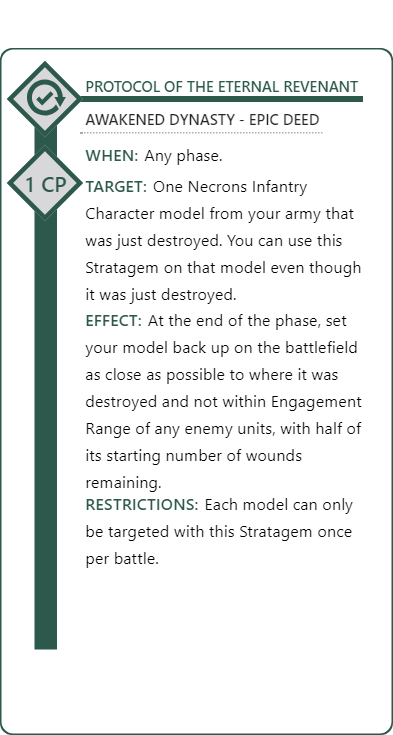 PROTOCOL OF THE ETERNAL REVENANT
AWAKENED DYNASTY - EPIC DEED
WHEN: Any phase.
1 CP
TARGET: One Necrons Infantry
Character model from your army that
was just destroyed. You can use this
Stratagem on that model even though
it was just destroyed.
EFFECT: At the end of the phase, set
your model back up on the battlefield
as close as possible to where it was
destroyed and not within Engagement
Range of any enemy units, with half of
its starting number of wounds
remaining.
RESTRICTIONS: Each model can only
be targeted with this Stratagem once
per battle.